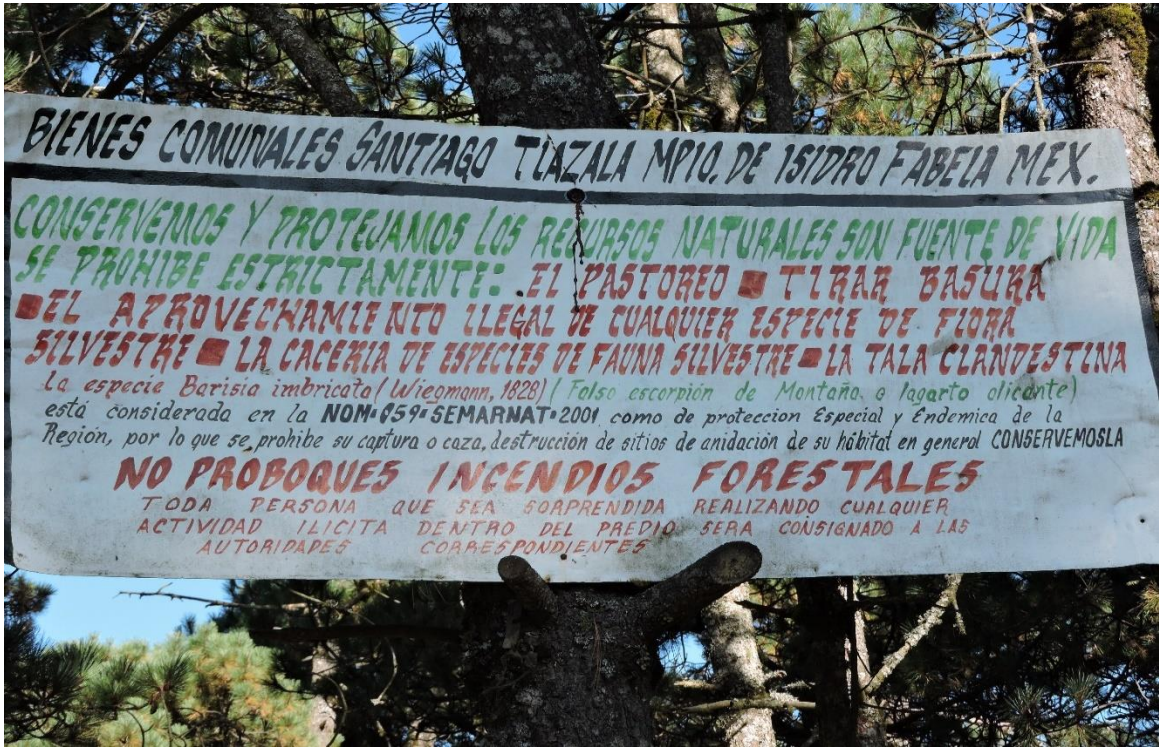 BIENES COMUNALES SANTIAGO TLAZALA MPIO. DE ISIDRO FABELA MEX.
CONSERVEMOS Y PROTEJAMOS LOS RECURSOS NATURALES SON FUENTE DE VIDA
SE PROHIBE ESTRICTAMENTE: EL PASTOREO ■ TIRAR BASURA
■ EL APROVECHAMIENTO ILEGAL DE CUALQUIER ESPECIE DE FLORA
SILVESTRE ■ LA CACERIA DE ESPECIES DE FAUNA SILVESTRE ■ LA TALA CLANDESTINA
la especie Barisia imbricata (Wiegmann, 1828) (Falso escorpión de Montaña o lagarto alicante)
está considerada en la NOM-059-SEMARNAT-2001 como de proteccion Especial y Endemica de la
Región, por lo que se prohibe su captura o caza, destrucción de sitios de anidación de su hábitat en general CONSERVEMOSLA
NO PROBOQUES INCENDIOS FORESTALES
TODA PERSONA QUE SEA SORPRENDIDA REALIZANDO CUALQUIER
ACTIVIDAD ILICITA DENTRO DEL PREDIO SERA CONSIGNADO A LAS
AUTORIDADES CORRESPONDIENTES